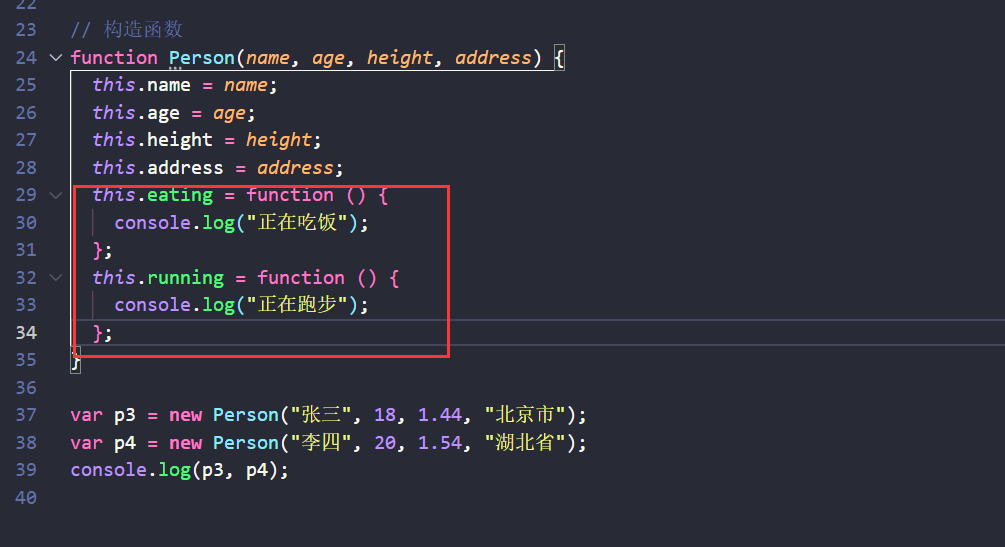 22
23 // 构造函数
24 function Person(name, age, height, address) {
25 this.name = name;
26 this.age = age;
27 this.height = height;
28 this.address = address;
29 this.eating = function () {
30 console.log("正在吃饭");
31 };
32 this.running = function () {
33 console.log("正在跑步");
34 };
35 }
36
37 var p3 = new Person("张三", 18, 1.44, "北京市");
38 var p4 = new Person("李四", 20, 1.54, "湖北省");
39 console.log(p3, p4);
40